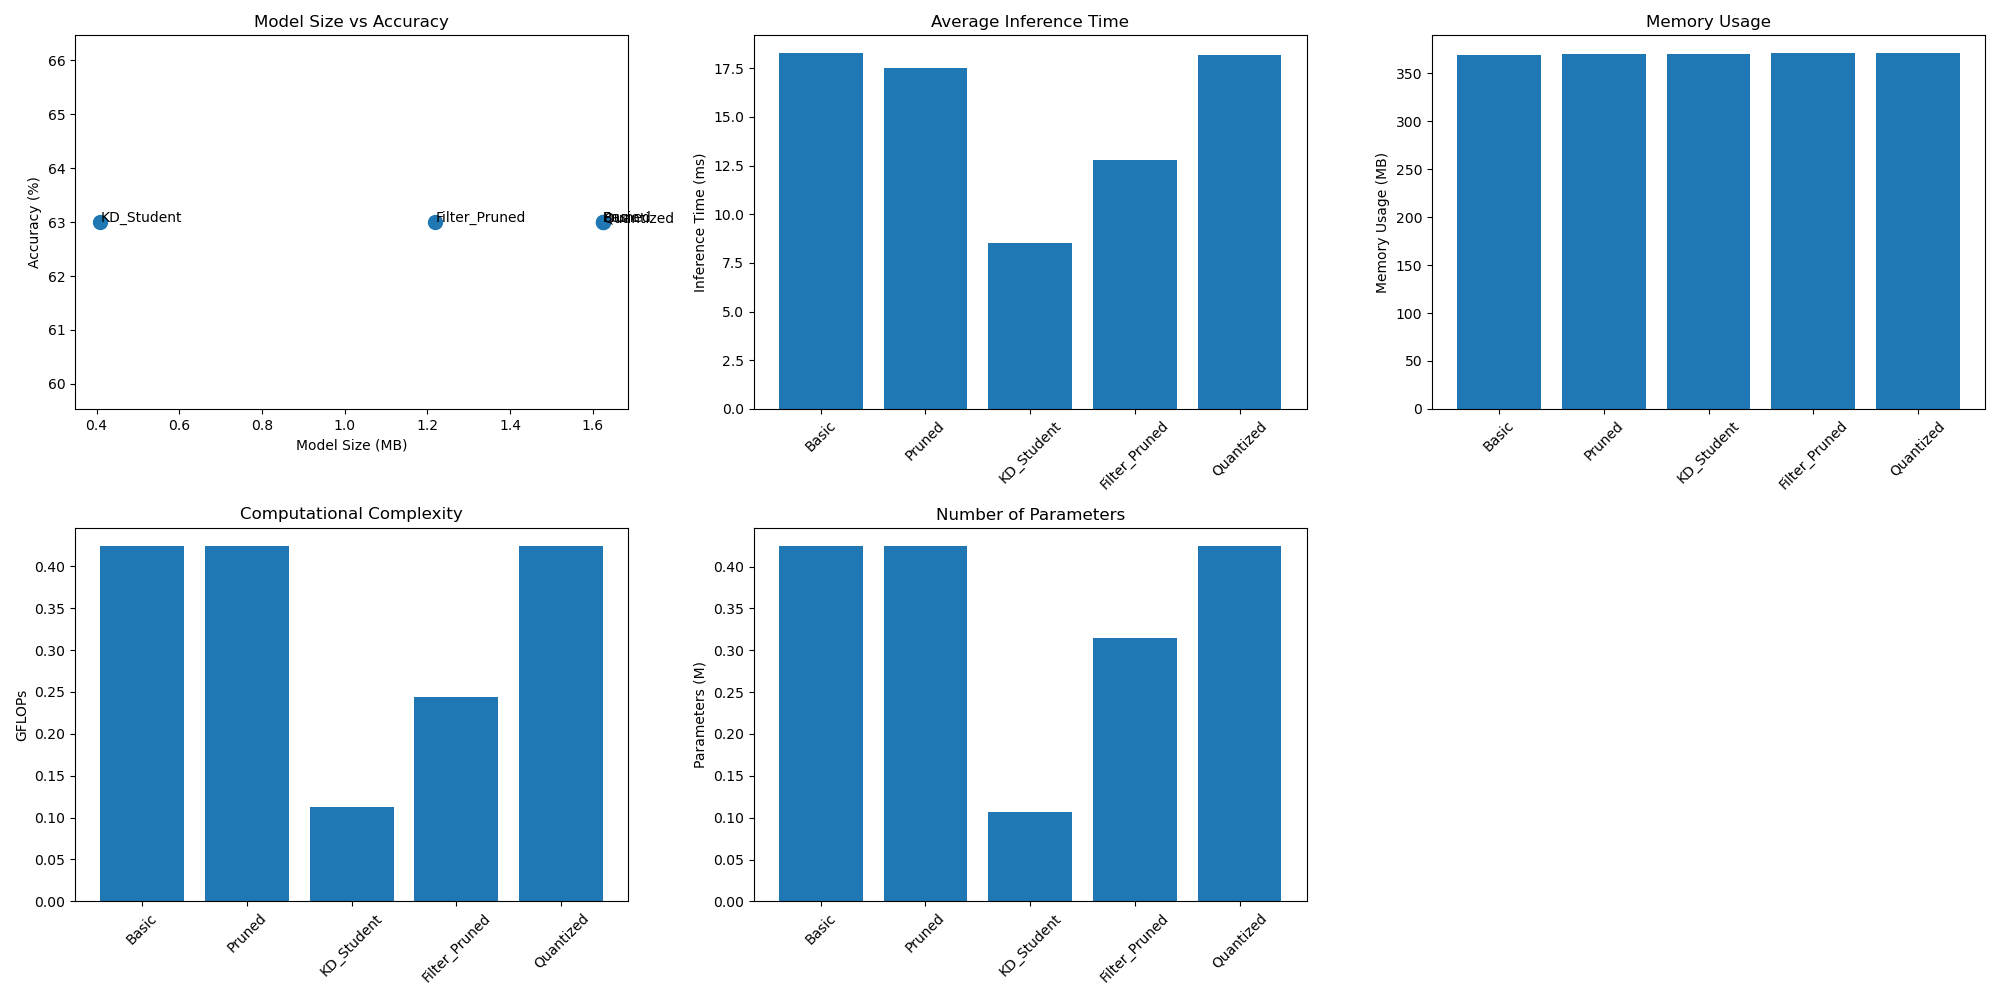 Model Size vs Accuracy
Accuracy (%)
66
65
64
63
62
61
60
KD_Student
Filter_Pruned
Quantized
0.4 0.6 0.8 1.0 1.2 1.4 1.6
Model Size (MB)
Average Inference Time
Inference Time (ms)
17.5
15.0
12.5
10.0
7.5
5.0
2.5
0.0
Basic Pruned KD_Student Filter_Pruned Quantized
Memory Usage
Memory Usage (MB)
350
300
250
200
150
100
50
0
Basic Pruned KD_Student Filter_Pruned Quantized
Computational Complexity
GFLOPs
0.40
0.35
0.30
0.25
0.20
0.15
0.10
0.05
0.00
Basic Pruned KD_Student Filter_Pruned Quantized
Number of Parameters
Parameters (M)
0.40
0.35
0.30
0.25
0.20
0.15
0.10
0.05
0.00
Basic Pruned KD_Student Filter_Pruned Quantized